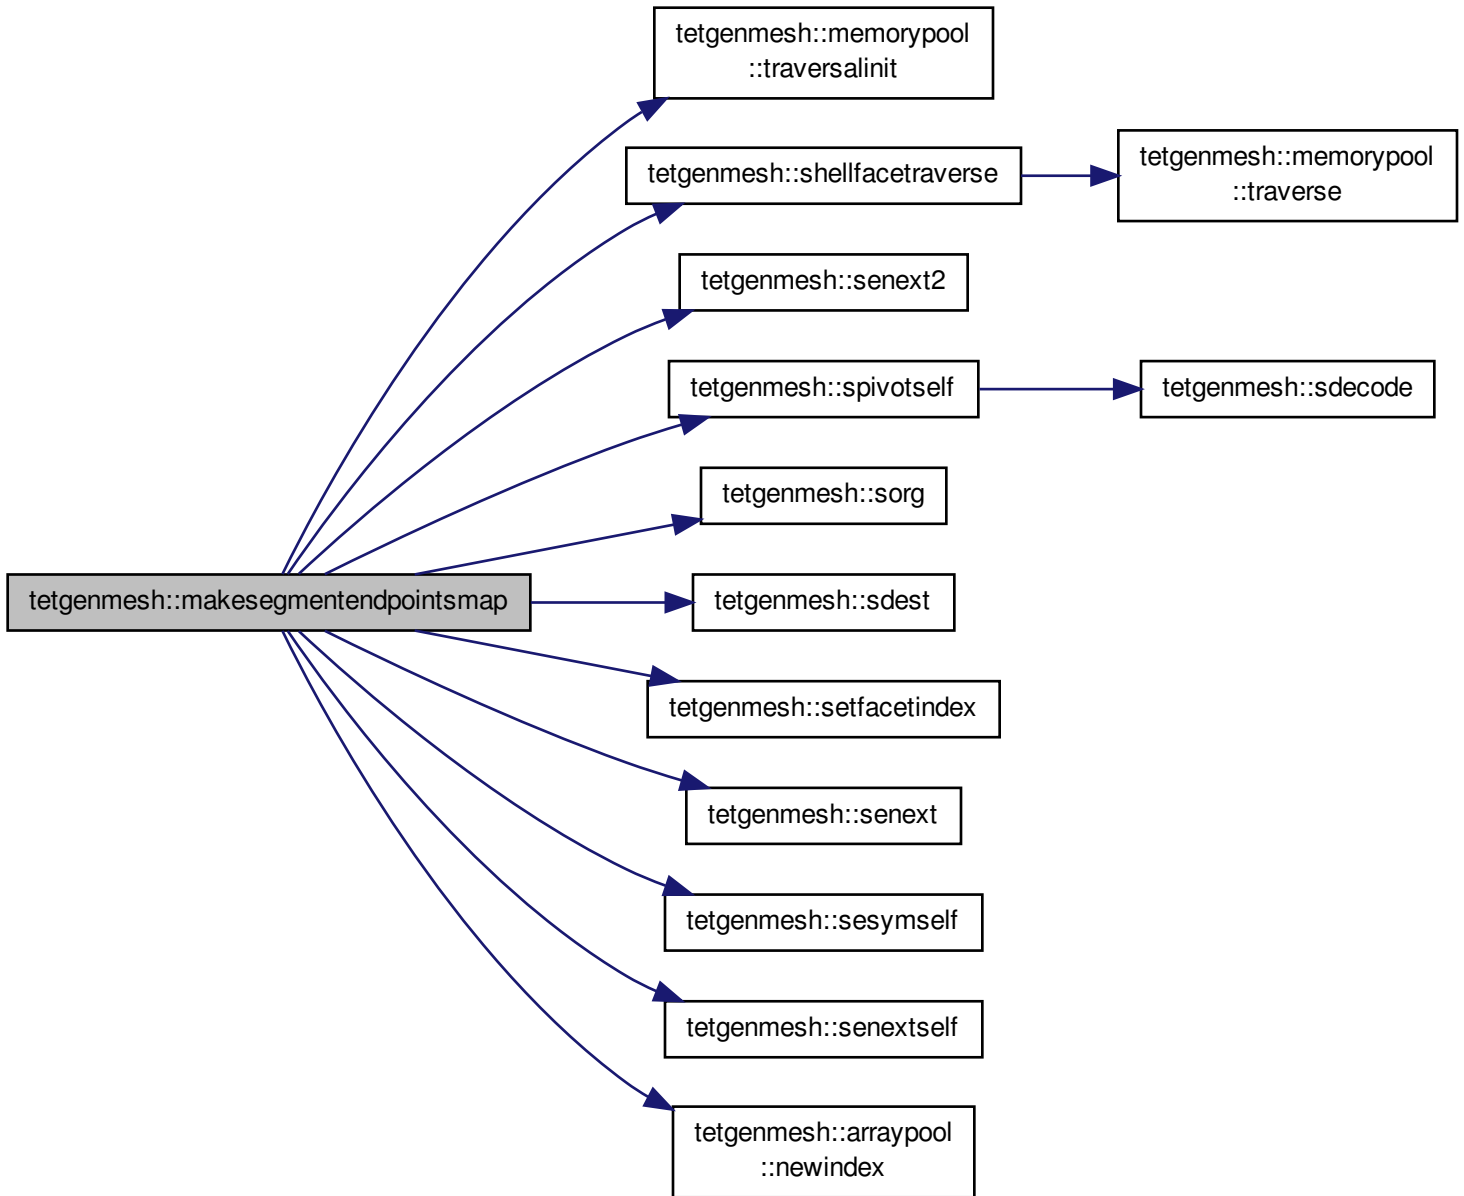 tetgenmesh::memorypool
::traversalinit
tetgenmesh::shellfacetraverse
tetgenmesh::memorypool
::traverse
tetgenmesh::senext2
tetgenmesh::spivotself
tetgenmesh::sdecode
tetgenmesh::sorg
tetgenmesh::makesegmentendpointsmap
tetgenmesh::sdest
tetgenmesh::setfacetindex
tetgenmesh::senext
tetgenmesh::sesymself
tetgenmesh::senextself
tetgenmesh::arraypool
::newindex